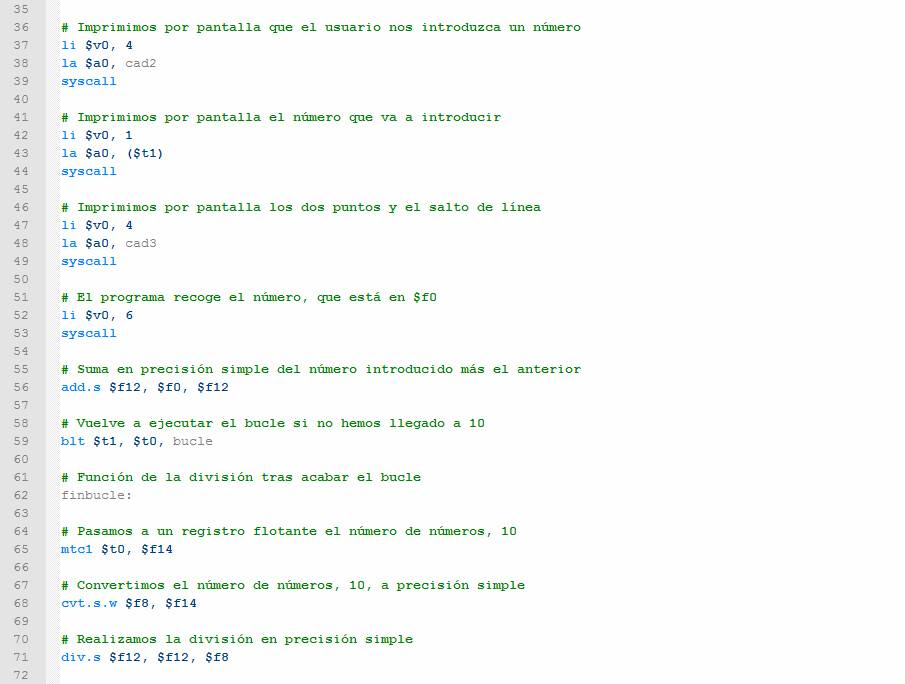 35
36 # Imprimimos por pantalla que el usuario nos introduzca un número
37 li $v0, 4
38 la $a0, cad2
39 syscall
40
41 # Imprimimos por pantalla el número que va a introducir
42 li $v0, 1
43 la $a0, ($t1)
44 syscall
45
46 # Imprimimos por pantalla los dos puntos y el salto de línea
47 li $v0, 4
48 la $a0, cad3
49 syscall
50
51 # El programa recoge el número, que está en $f0
52 li $v0, 6
53 syscall
54
55 # Suma en precisión simple del número introducido más el anterior
56 add.s $f12, $f0, $f12
57
58 # Vuelve a ejecutar el bucle si no hemos llegado a 10
59 blt $t1, $t0, bucle
60
61 # Función de la división tras acabar el bucle
62 finbucle:
63
64 # Pasamos a un registro flotante el número de números, 10
65 mtc1 $t0, $f14
66
67 # Convertimos el número de números, 10, a precisión simple
68 cvt.s.w $f8, $f14
69
70 # Realizamos la división en precisión simple
71 div.s $f12, $f12, $f8
72